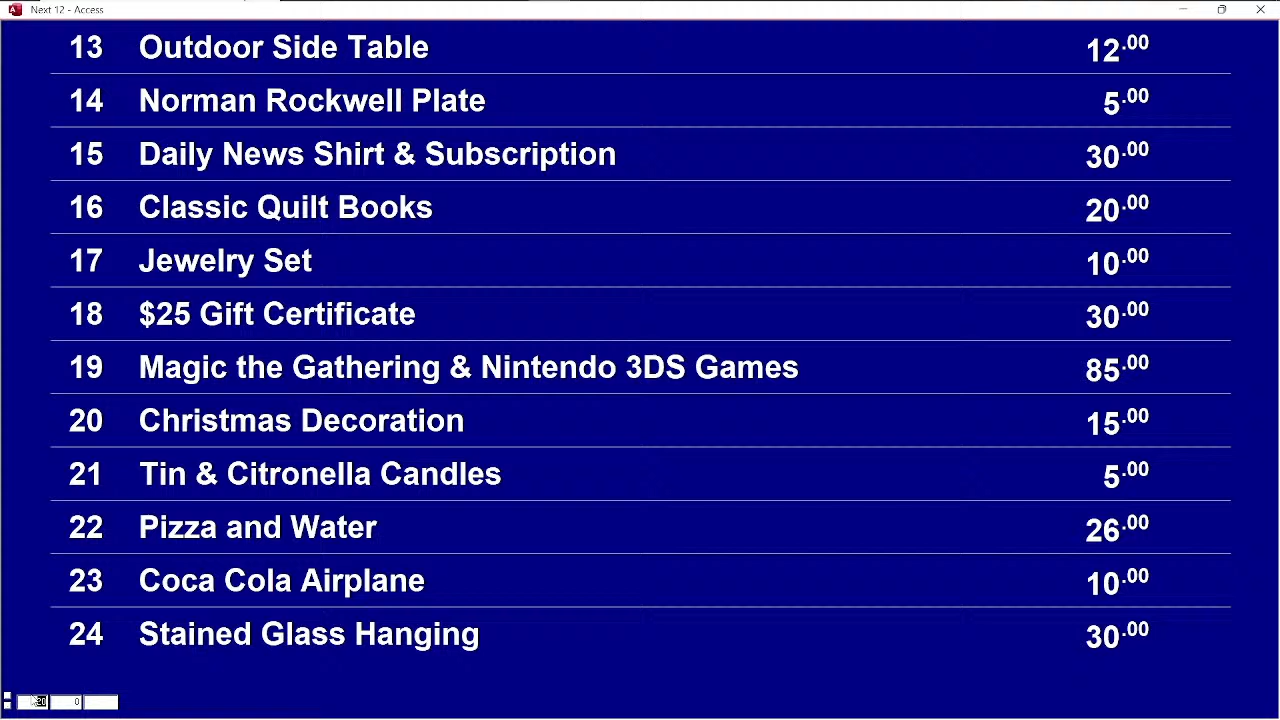 Next 12 - Access
13 Outdoor Side Table 12.00
14 Norman Rockwell Plate 5.00
15 Daily News Shirt & Subscription 30.00
16 Classic Quilt Books 20.00
17 Jewelry Set 10.00
18 $25 Gift Certificate 30.00
19 Magic the Gathering & Nintendo 3DS Games 85.00
20 Christmas Decoration 15.00
21 Tin & Citronella Candles 5.00
22 Pizza and Water 26.00
23 Coca Cola Airplane 10.00
24 Stained Glass Hanging 30.00
20 0